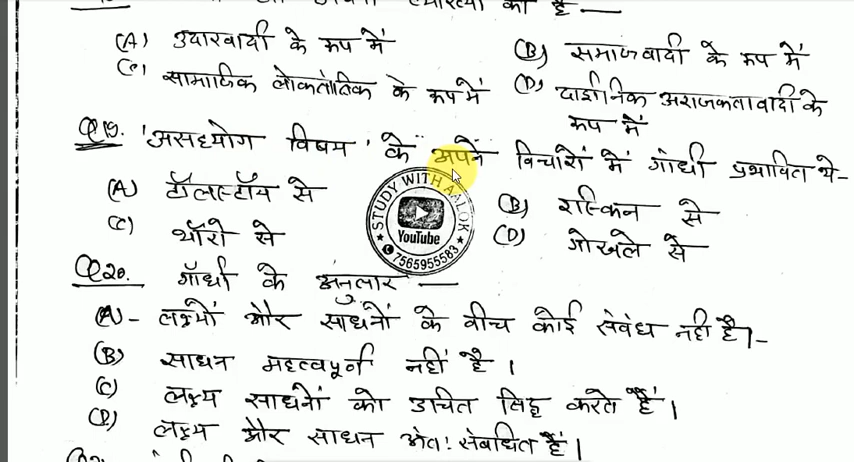 की है —
(A) उदारवादी के रूप में (B) समाजवादी के रूप में
(C) सामाजिक लोकतांत्रिक के रूप में (D) दार्शनिक अराजकतावादी के
रूप में
Q19. 'असहयोग विषय' के अपने विचारों में गांधी प्रभावित थे-
(A) टॉलस्टॉय से (B) रस्किन से
(C) थॉरो से (D) गोखले से
STUDY WITH AALOK
YouTube
7565955583
Q20. गाँधी के अनुसार —
(A)- लक्ष्यों और साधनों के बीच कोई संबंध नहीं है।-
(B) साधन महत्वपूर्ण नहीं है।
(C) लक्ष्य साधनों को उचित सिद्ध करते हैं।
(D) लक्ष्य और साधन अंत: संबंधित हैं।